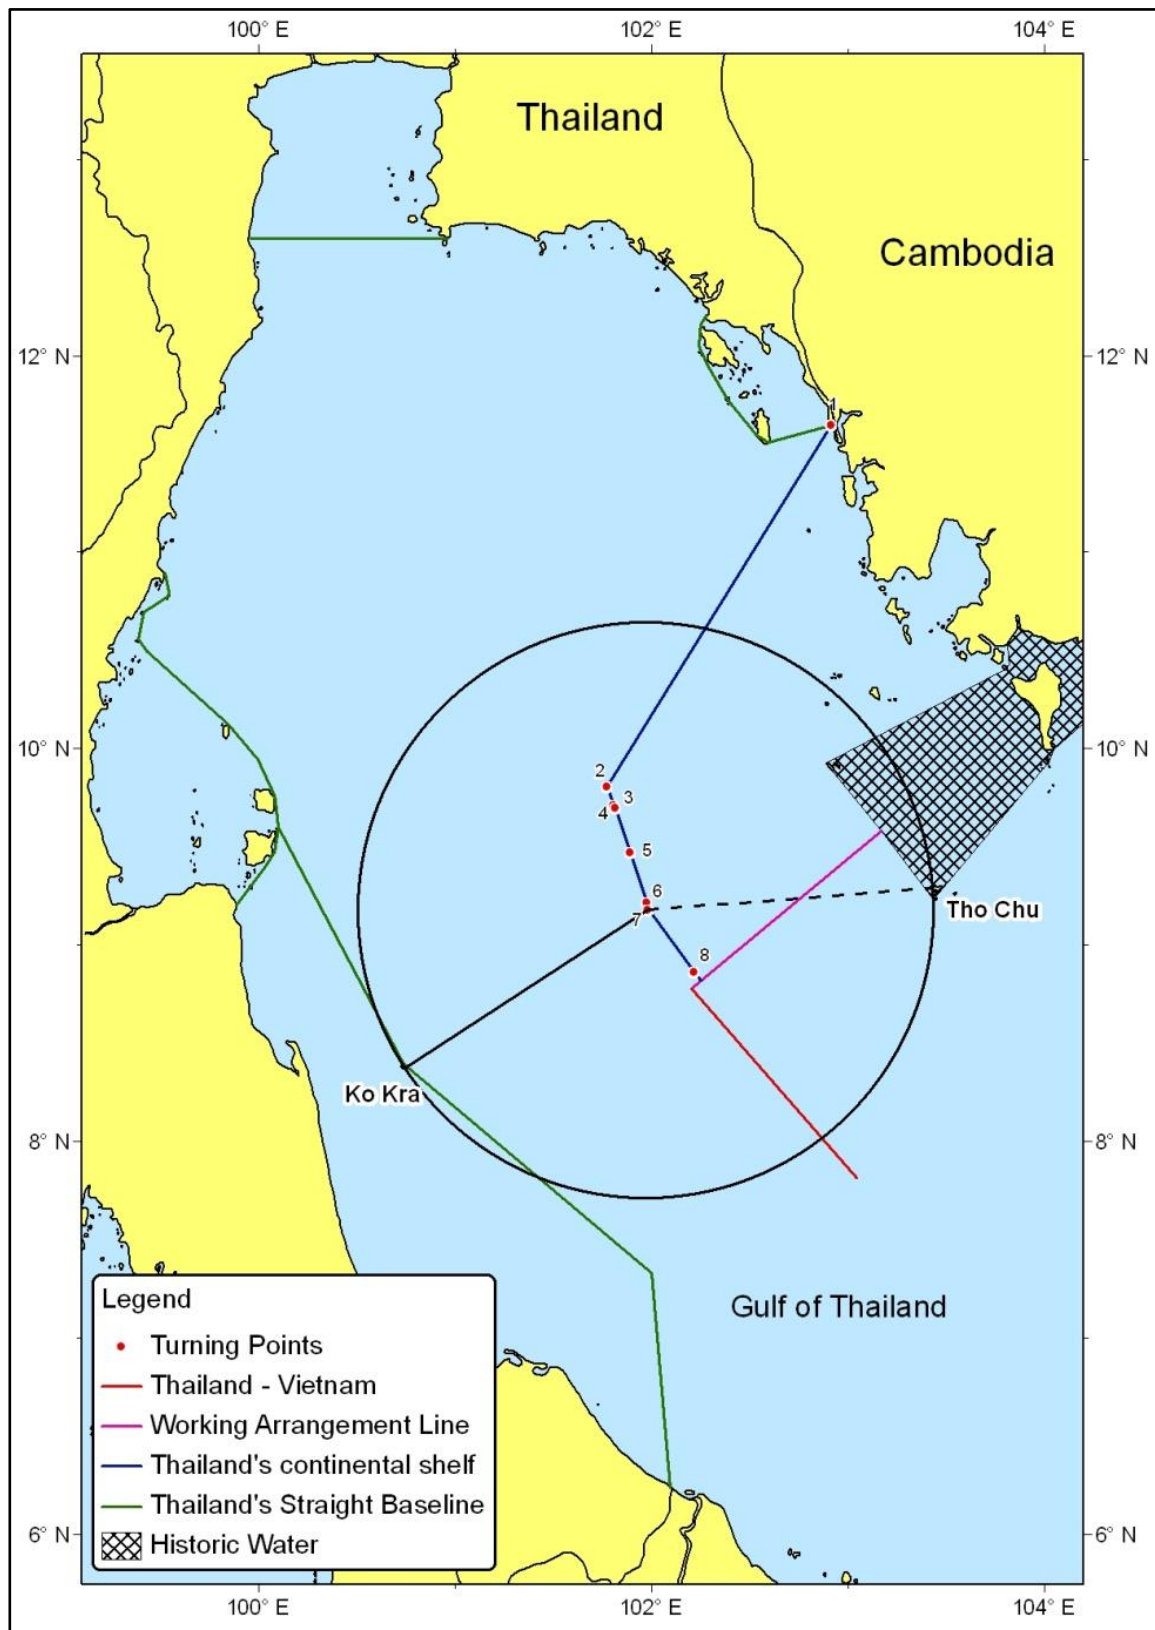 100° E
102° E
104° E
Thailand
Cambodia
12° N
12° N
1
10° N
10° N
2
3
4
5
6
7
8
Tho Chu
Ko Kra
8° N
8° N
Gulf of Thailand
Legend
Turning Points
Thailand - Vietnam
Working Arrangement Line
Thailand's continental shelf
Thailand's Straight Baseline
Historic Water
6° N
6° N
100° E
102° E
104° E